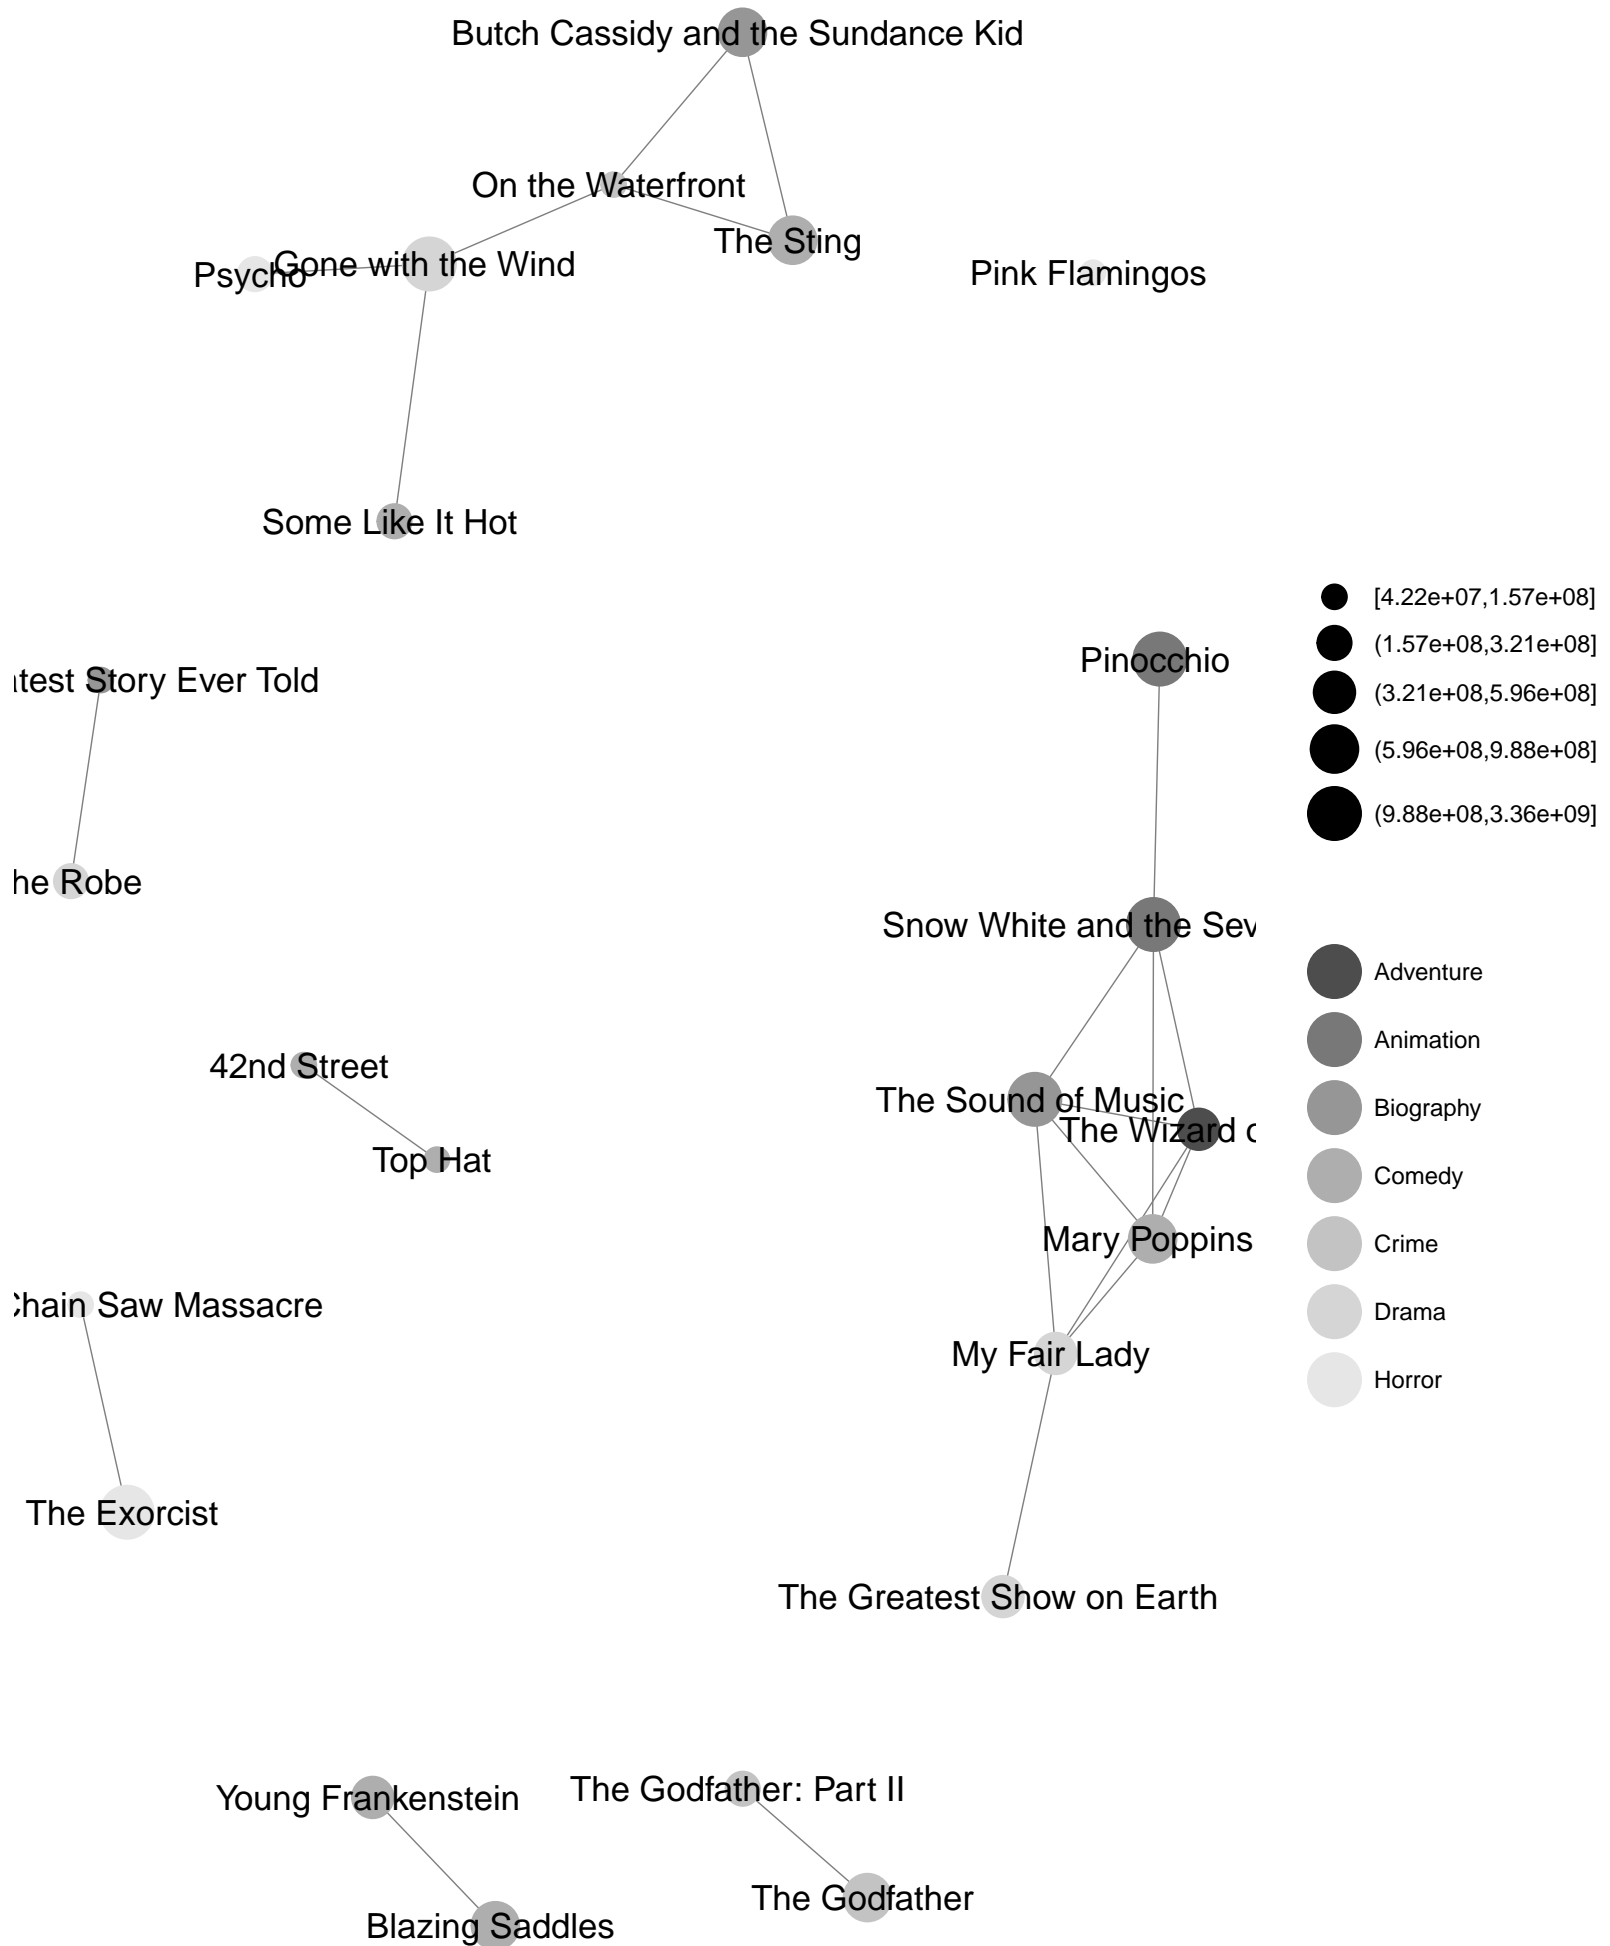 Butch Cassidy and the Sundance Kid
On the Waterfront
The Sting
Gone with the Wind
Psycho
Pink Flamingos
Some Like It Hot
[4.22e+07,1.57e+08]
(1.57e+08,3.21e+08]
(3.21e+08,5.96e+08]
(5.96e+08,9.88e+08]
(9.88e+08,3.36e+09]
Pinocchio
Story Ever Told
he Robe
Snow White and the Sev
Adventure
Animation
Biography
Comedy
Crime
Drama
Horror
42nd Street
Top Hat
The Sound of Music
The Wizard
Mary Poppins
Chain Saw Massacre
My Fair Lady
The Exorcist
The Greatest Show on Earth
Young Frankenstein
The Godfather: Part II
The Godfather
Blazing Saddles